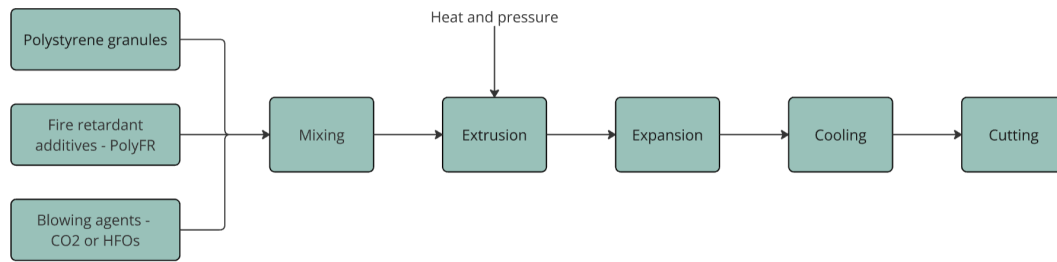 Heat and pressure
Polystyrene granules
Fire retardant
additives - PolyFR
Blowing agents -
CO2 or HFOs
Mixing
Extrusion
Expansion
Cooling
Cutting